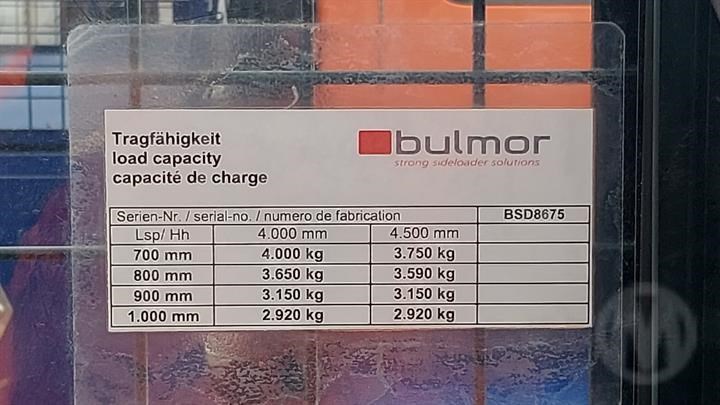 Tragfähigkeit
load capacity
capacité de charge
bulmor
strong sideloader solutions
Serien-Nr. / serial-no. / numero de fabrication BSD8675
Lsp/ Hh 4.000 mm 4.500 mm
700 mm 4.000 kg 3.750 kg
800 mm 3.650 kg 3.590 kg
900 mm 3.150 kg 3.150 kg
1.000 mm 2.920 kg 2.920 kg